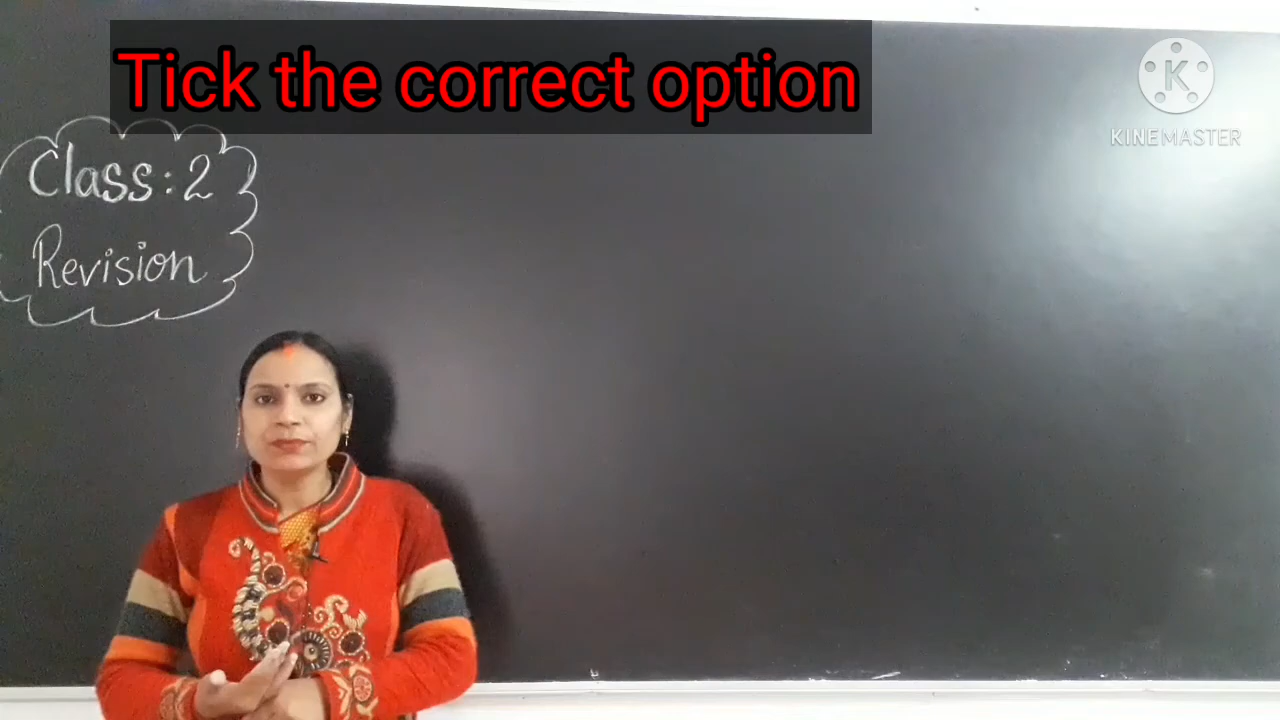 Tick the correct option
K
KINEMASTER
Class:2
Revision